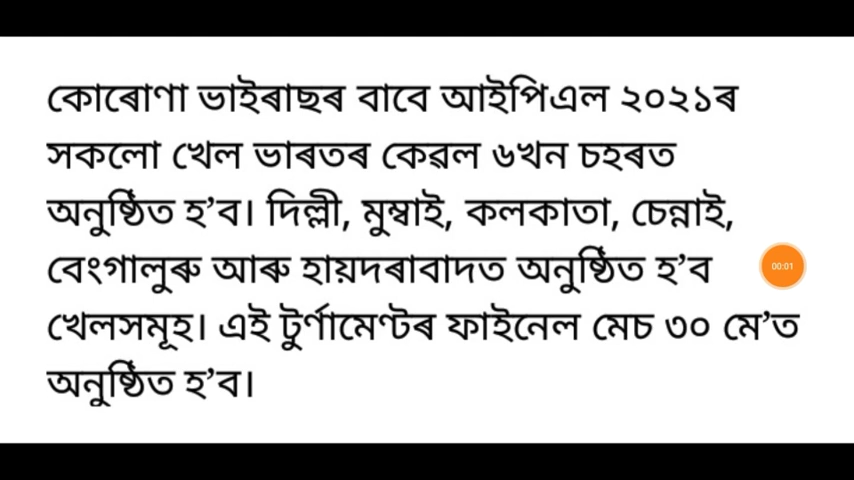 কোৰোণা ভাইৰাছৰ বাবে আইপিএল ২০২১ৰ
সকলো খেল ভাৰতৰ কেৱল ৬খন চহৰত
অনুষ্ঠিত হ’ব। দিল্লী, মুম্বাই, কলকাতা, চেন্নাই,
বেংগালুৰু আৰু হায়দৰাবাদত অনুষ্ঠিত হ’ব
00:01
খেলসমূহ। এই টুৰ্ণামেণ্টৰ ফাইনেল মেচ ৩০ মে’ত
অনুষ্ঠিত হ’ব।